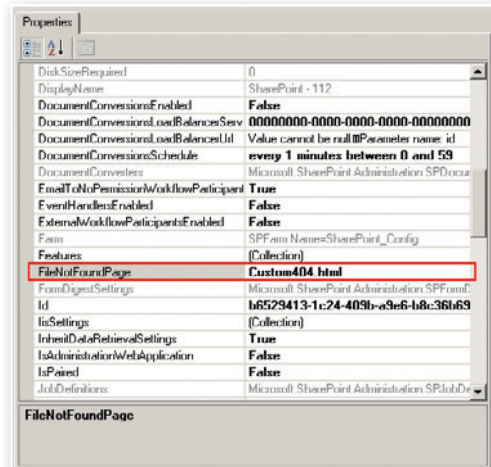 Properties
DiskSizeRequired 0
DisplayName SharePoint - 112
DocumentConversionsEnabled False
DocumentConversionsLoadBalancerServ 00000000-0000-0000-0000-00000000
DocumentConversionsLoadBalancerUrl Value cannot be null Parameter name: id
DocumentConversionsSchedule every 1 minutes between 0 and 59
DocumentConverters Microsoft.SharePoint.Administration.SPDocur
EmailToNoPermissionWorkflowParticipant True
EventHandlersEnabled False
ExternalWorkflowParticipantsEnabled False
Farm SPFarm Name=SharePoint_Config
Features (Collection)
FileNotFoundPage Custom404.html
FormDigestSettings Microsoft.SharePoint.Administration.SPFormD
Id b6529413-1c24-409b-a9e6-b8c36b69
IisSettings (Collection)
InheritDataRetrievalSettings True
IsAdministrationWebApplication False
IsPaired False
JobDefinitions Microsoft.SharePoint.Administration.SPJobDe
FileNotFoundPage